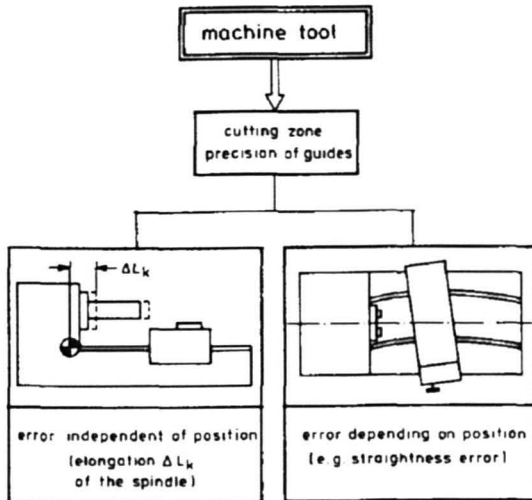 machine tool
cutting zone
precision of guides
ΔLk
error independent of position
(elongation ΔLk
of the spindle)
error depending on position
(e.g. straightness error)